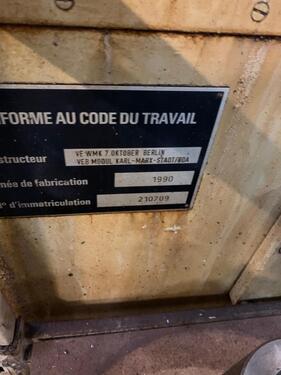 FORME AU CODE DU TRAVAIL
structeur VE WMK 7 OKTOBER BERLIN
VEB MODUL KARL-MARX-STADT/BDA
née de fabrication 1990
° d'immatriculation 210709